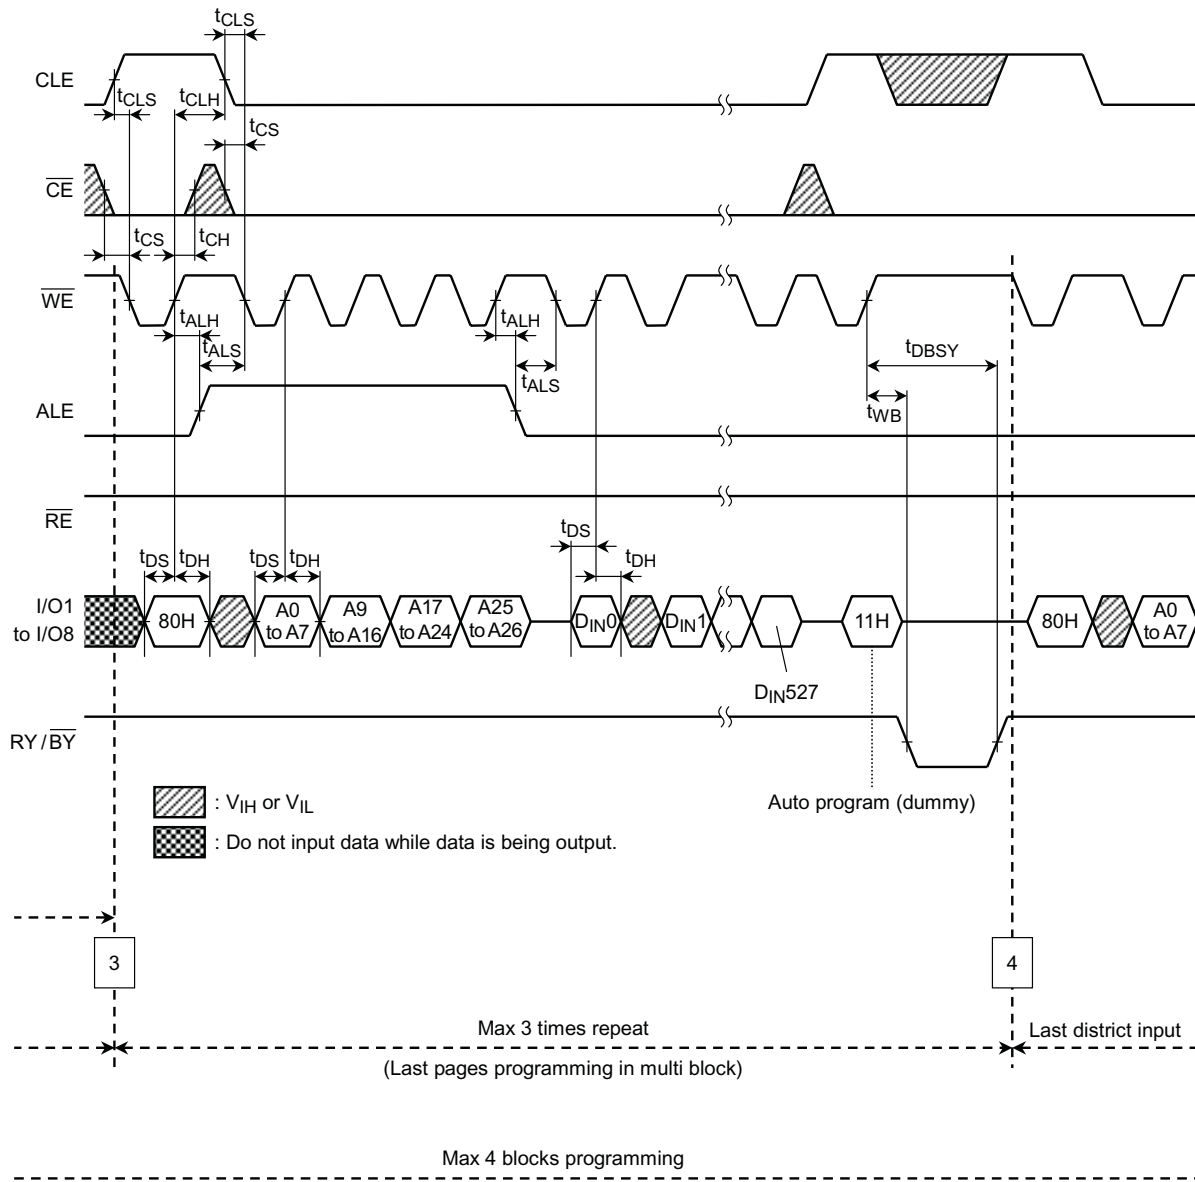 tCLS
CLE
tCLS
tCLH
tCS
CE
tCS
tCH
WE
tALH
tALH
tALS
tDBSY
tALS
ALE
tWB
RE
tDS
tDS
tDH
tDS
tDH
tDH
I/O1
to I/O8
80H
A0
to A7
A9
to A16
A17
to A24
A25
to A26
DIN0
DIN1
11H
80H
A0
to A7
DIN527
RY/BY
: VIH or VIL
Auto program (dummy)
: Do not input data while data is being output.
3
4
Max 3 times repeat
Last district input
(Last pages programming in multi block)
Max 4 blocks programming